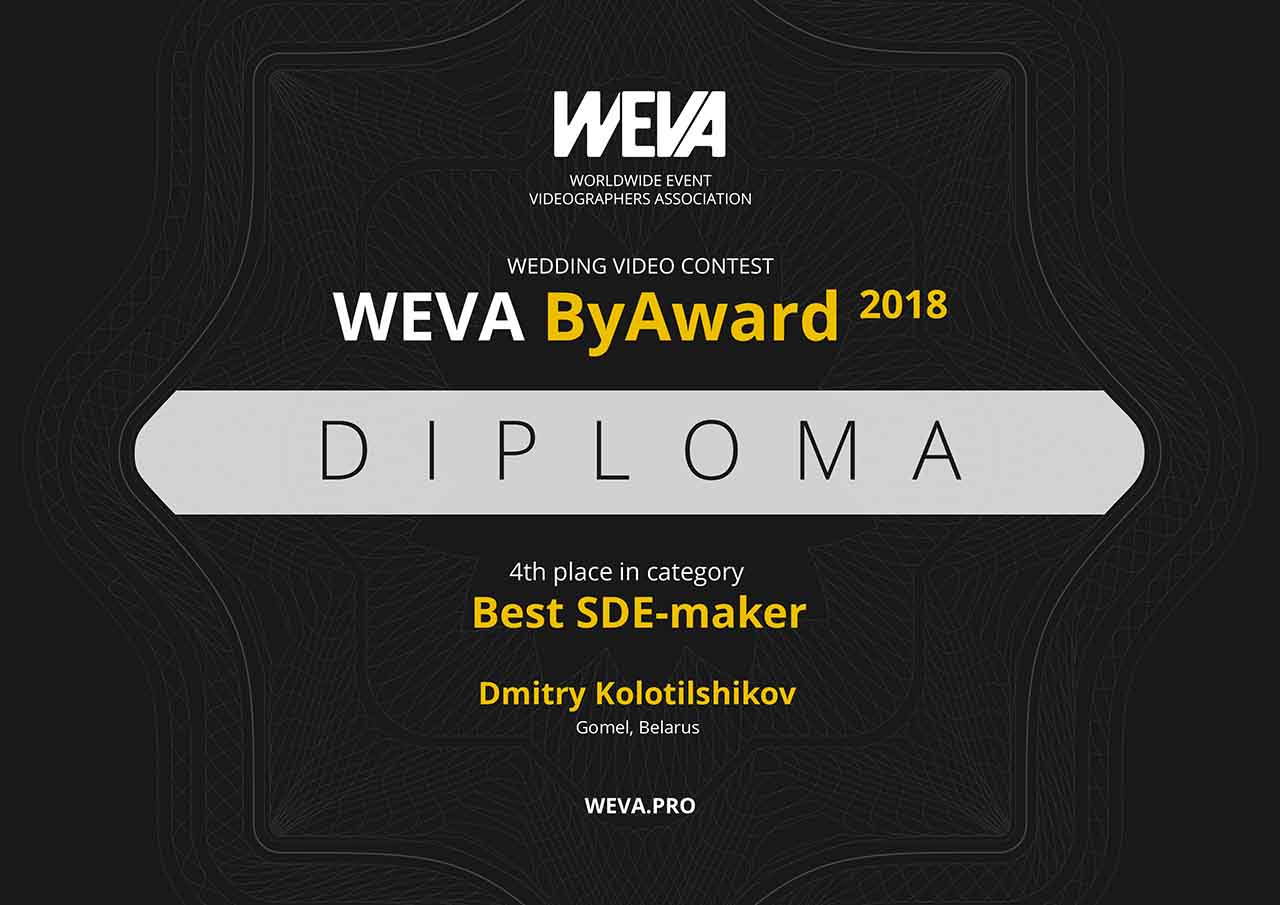 WEVA
WORLDWIDE EVENT
VIDEOGRAPHERS ASSOCIATION
WEDDING VIDEO CONTEST
WEVA ByAward 2018
DIPLOMA
4th place in category
Best SDE-maker
Dmitry Kolotilshikov
Gomel, Belarus
WEVA.PRO